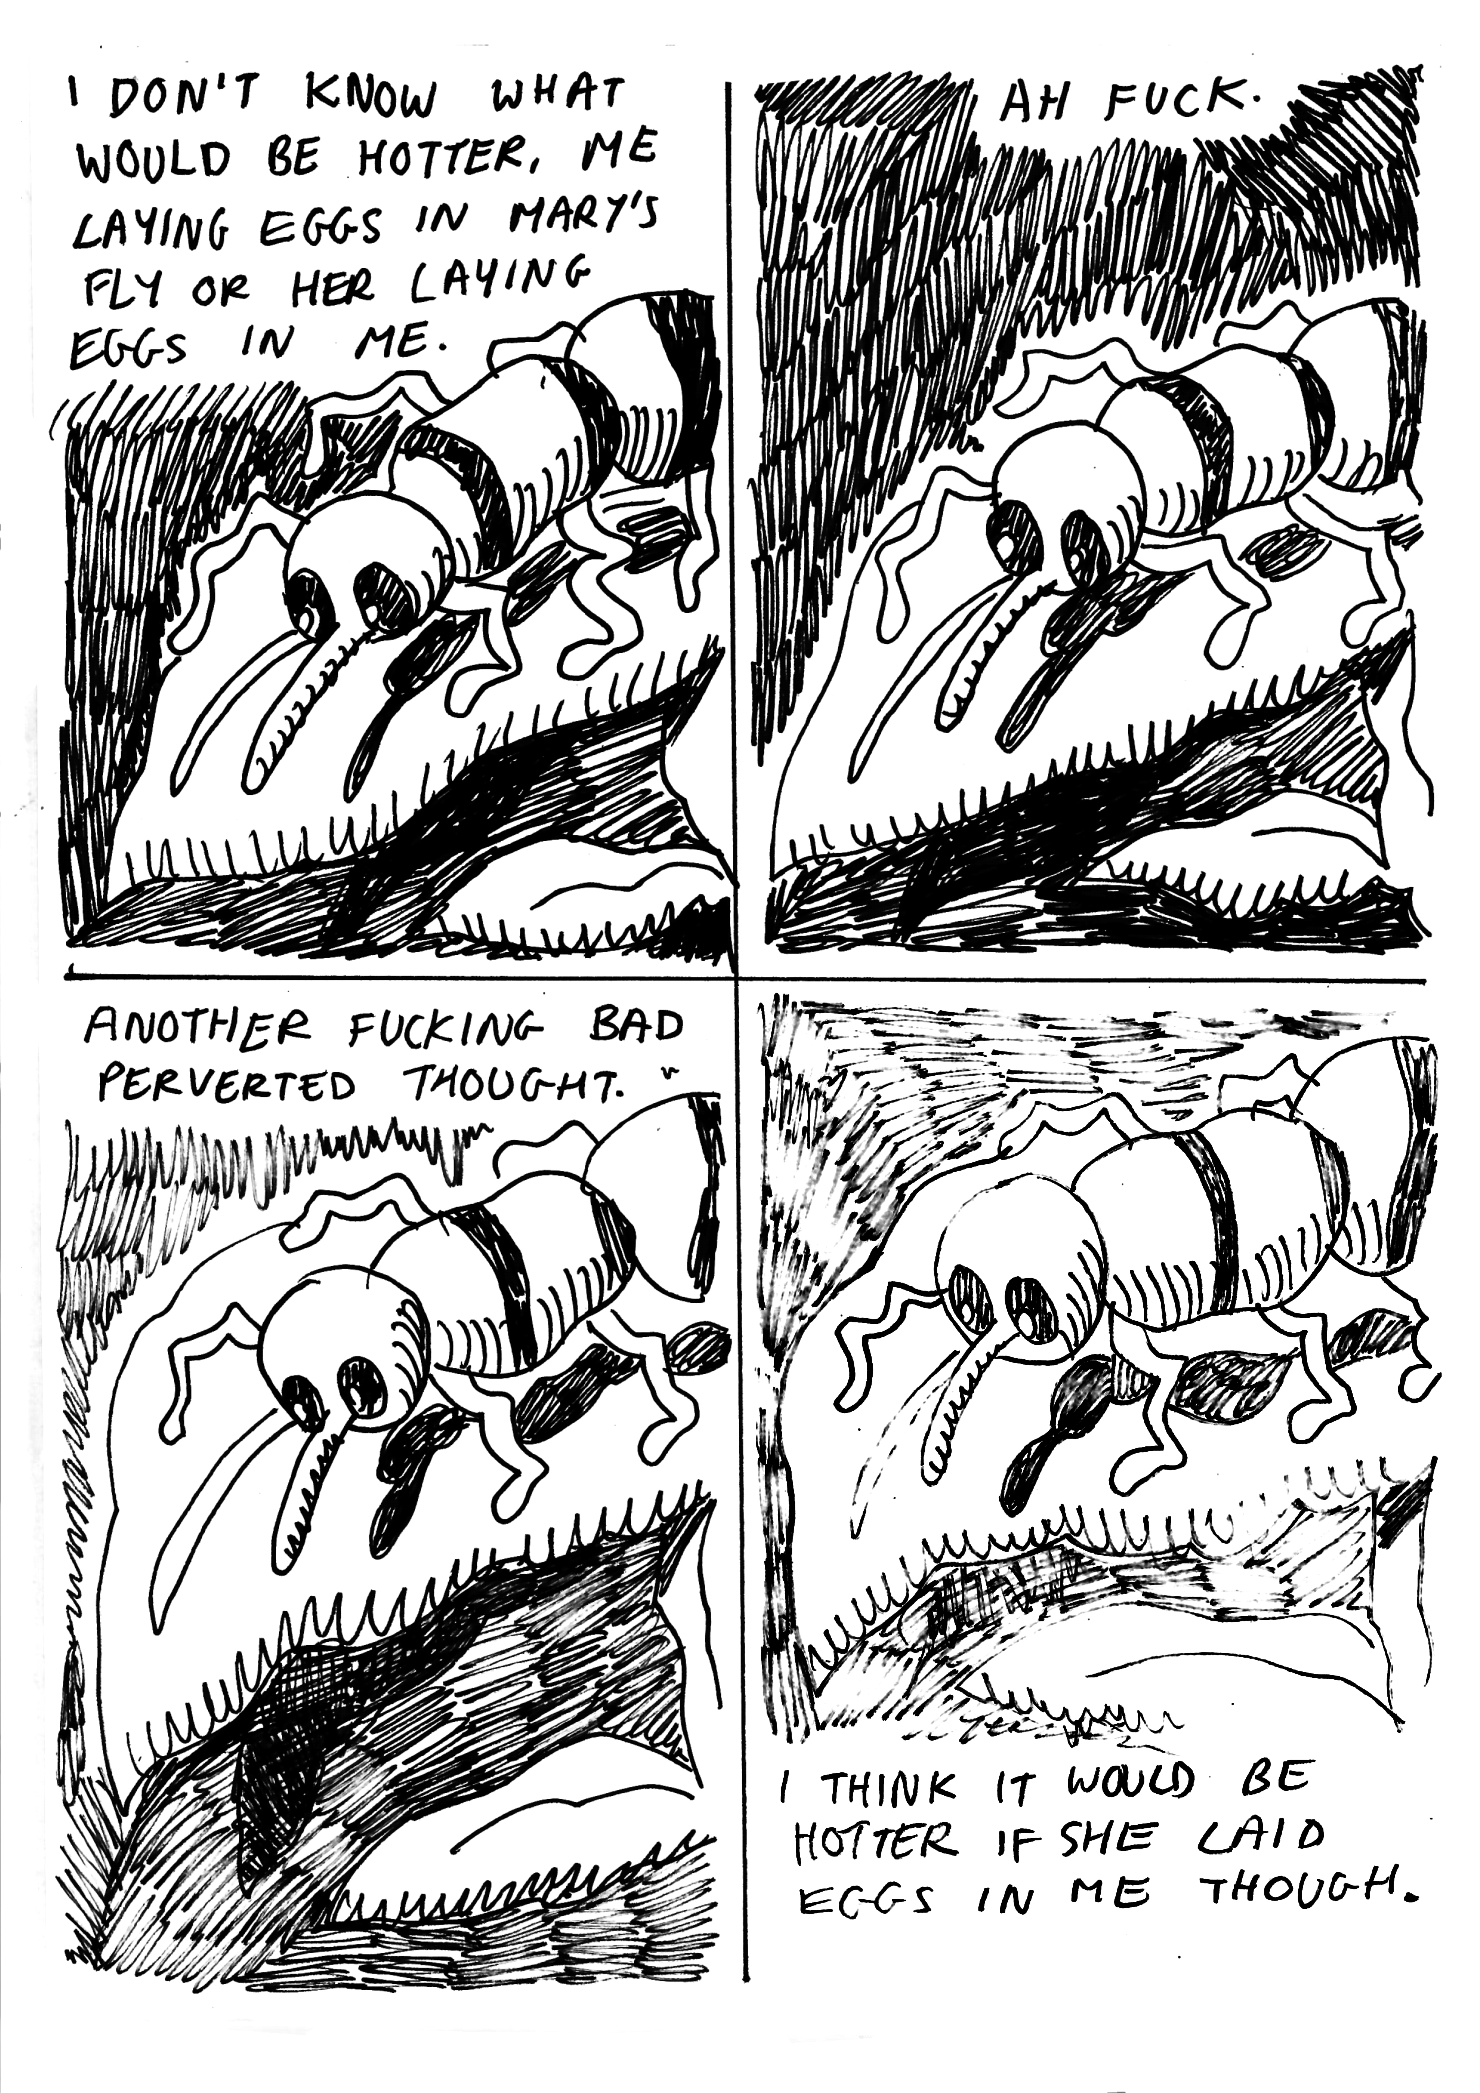 I DON'T KNOW WHAT
WOULD BE HOTTER, ME
LAYING EGGS IN MARY'S
FLY OR HER LAYING
EGGS IN ME.
AH FUCK.
ANOTHER FUCKING BAD
PERVERTED THOUGHT.
I THINK IT WOULD BE
HOTTER IF SHE LAID
EGGS IN ME THOUGH.